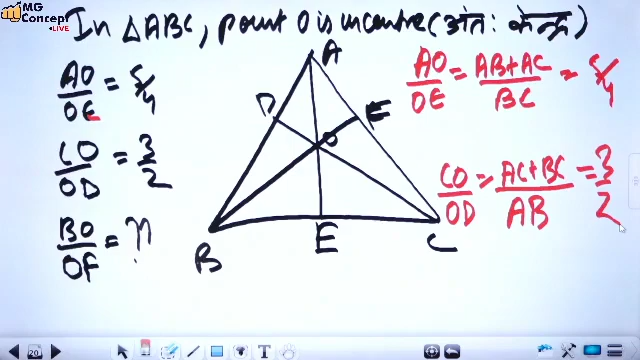 MG
Concept
LIVE
In △ABC, point O is incentre (अंतः केन्द्र)
AO/OE = 5/4
CO/OD = 3/2
BO/OF = ?
A
D
E
O
B
E
C
AO/OE = AB+AC/BC = 5/4
CO/OD = AC+BC/AB = 3/2
20
T